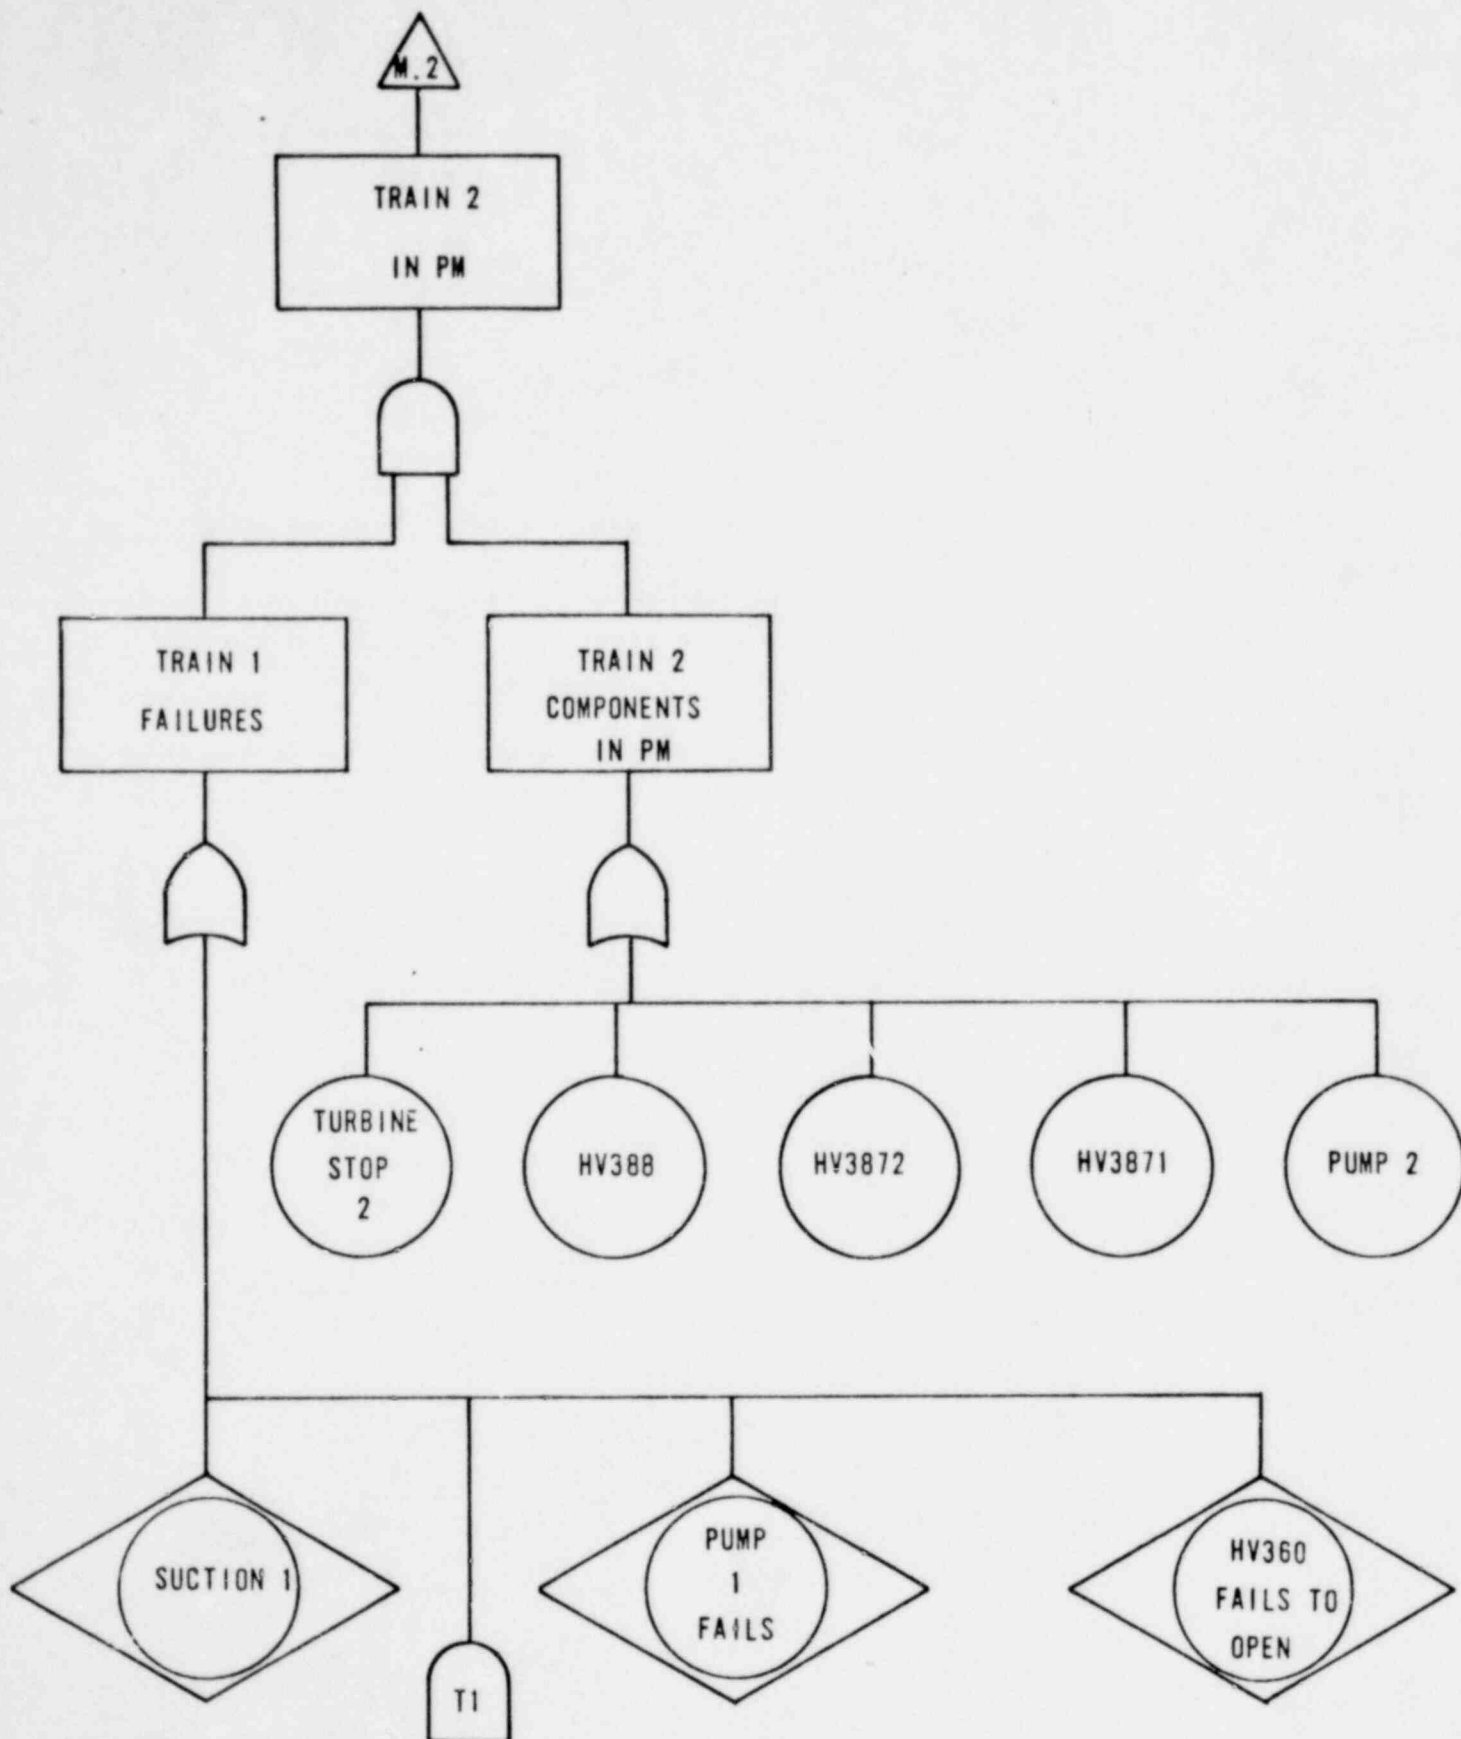 M.2
TRAIN 2
IN PM
TRAIN 1
FAILURES
TRAIN 2
COMPONENTS
IN PM
TURBINE
STOP
2
HV388
HV3872
HV3871
PUMP 2
SUCTION 1
T1
PUMP
1
FAILS
HV360
FAILS TO
OPEN